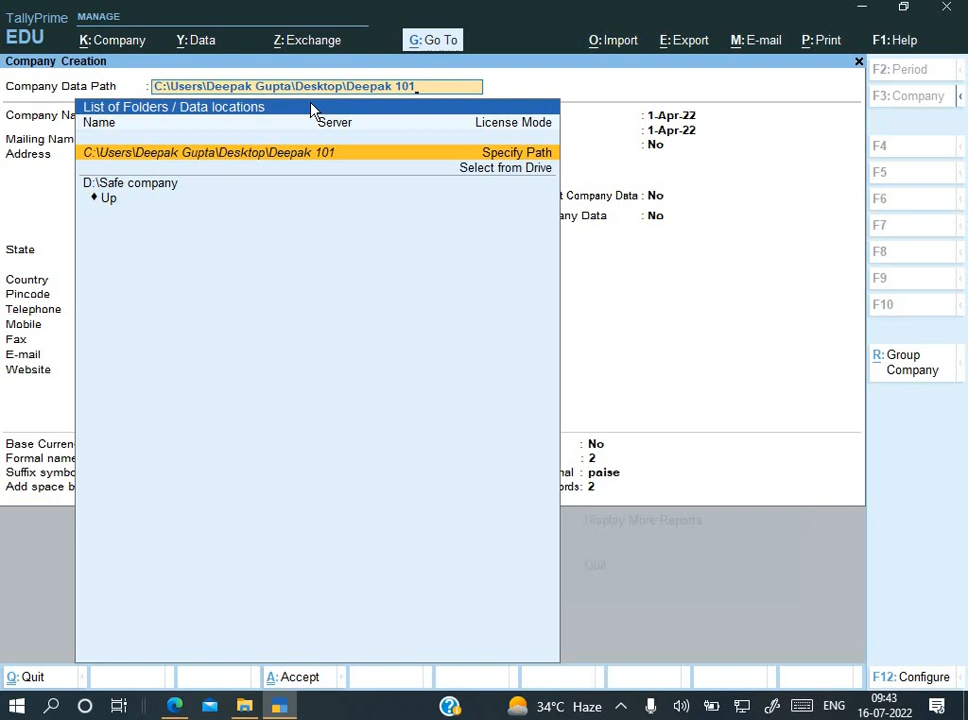 TallyPrime MANAGE
EDU K: Company Y: Data Z: Exchange G: Go To O: Import E: Export M: E-mail P: Print F1: Help
Company Creation
Company Data Path : C:\Users\Deepak Gupta\Desktop\Deepak 101
List of Folders / Data locations
Name Server License Mode
C:\Users\Deepak Gupta\Desktop\Deepak 101 Specify Path
Select from Drive
D:\Safe company
♦ Up
Company Na
Mailing Nam
Address
State
Country
Pincode
Telephone
Mobile
Fax
E-mail
Website
: 1-Apr-22
: 1-Apr-22
: No
t Company Data : No
any Data : No
Base Curren
Formal name
Suffix symbo
Add space b
: No
: 2
nal : paise
ords: 2
Display More Reports
Quit
F2: Period
F3: Company
F4
F5
F6
F7
F8
F9
F10
R: Group
Company
Q: Quit A: Accept F12: Configure
34°C Haze ENG 09:43
16-07-2022